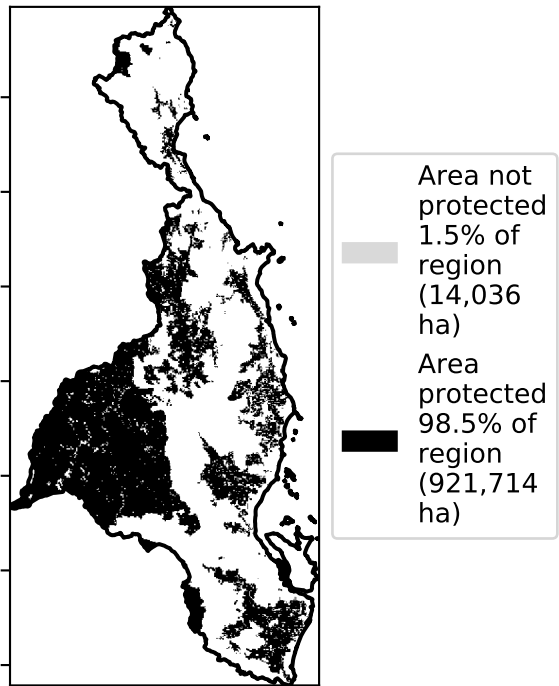 Area not
protected
1.5% of
region
(14,036
ha)
Area
protected
98.5% of
region
(921,714
ha)